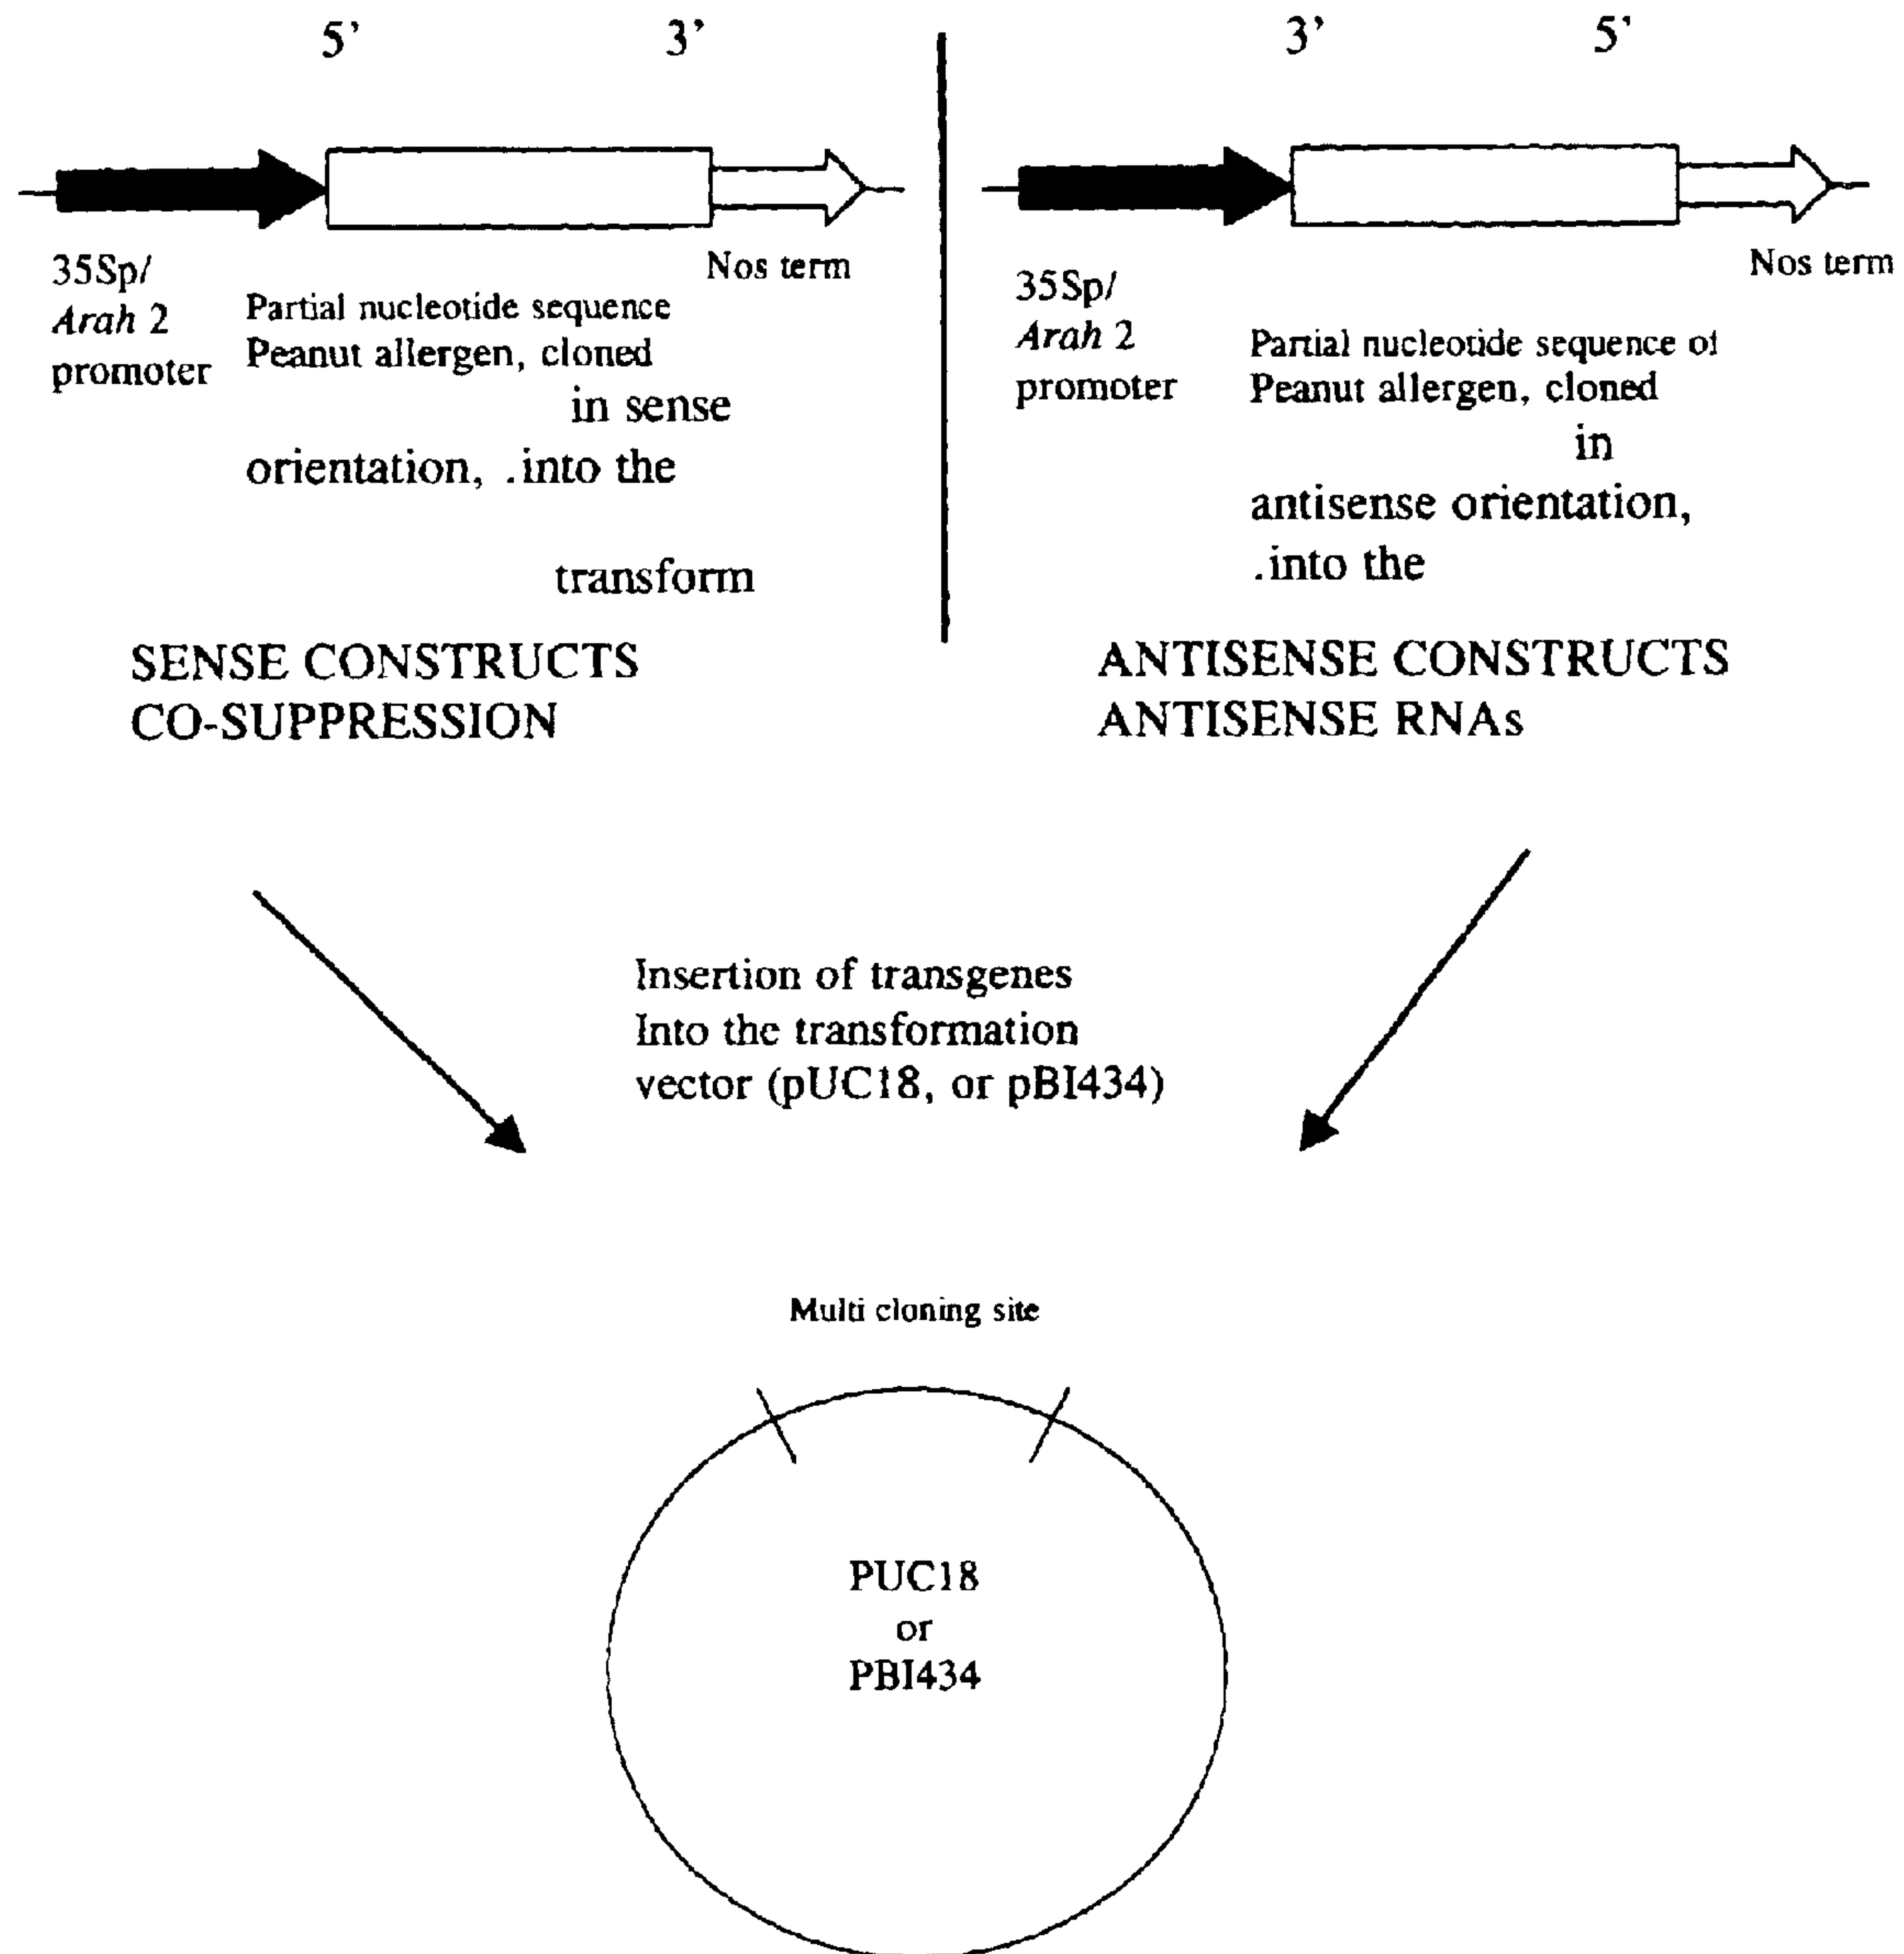 5’ 3’
35Sp/
Arah 2
promoter
Nos term
Partial nucleotide sequence
Peanut allergen, cloned
in sense
orientation, .into the
transform
SENSE CONSTRUCTS
CO-SUPPRESSION
3’ 5’
35Sp/
Arah 2
promoter
Nos term
Partial nucleotide sequence of
Peanut allergen, cloned
in
antisense orientation,
.into the
ANTISENSE CONSTRUCTS
ANTISENSE RNAs
Insertion of transgenes
Into the transformation
vector (pUC18, or pBI434)
Multi cloning site
PUC18
or
PBI434